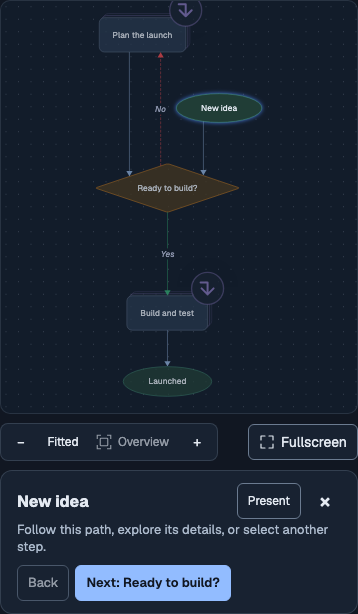 Plan the launch
No
New idea
Ready to build?
Yes
Build and test
Launched
− Fitted Overview +
Fullscreen
New idea
Present ×
Follow this path, explore its details, or select another
step.
Back
Next: Ready to build?